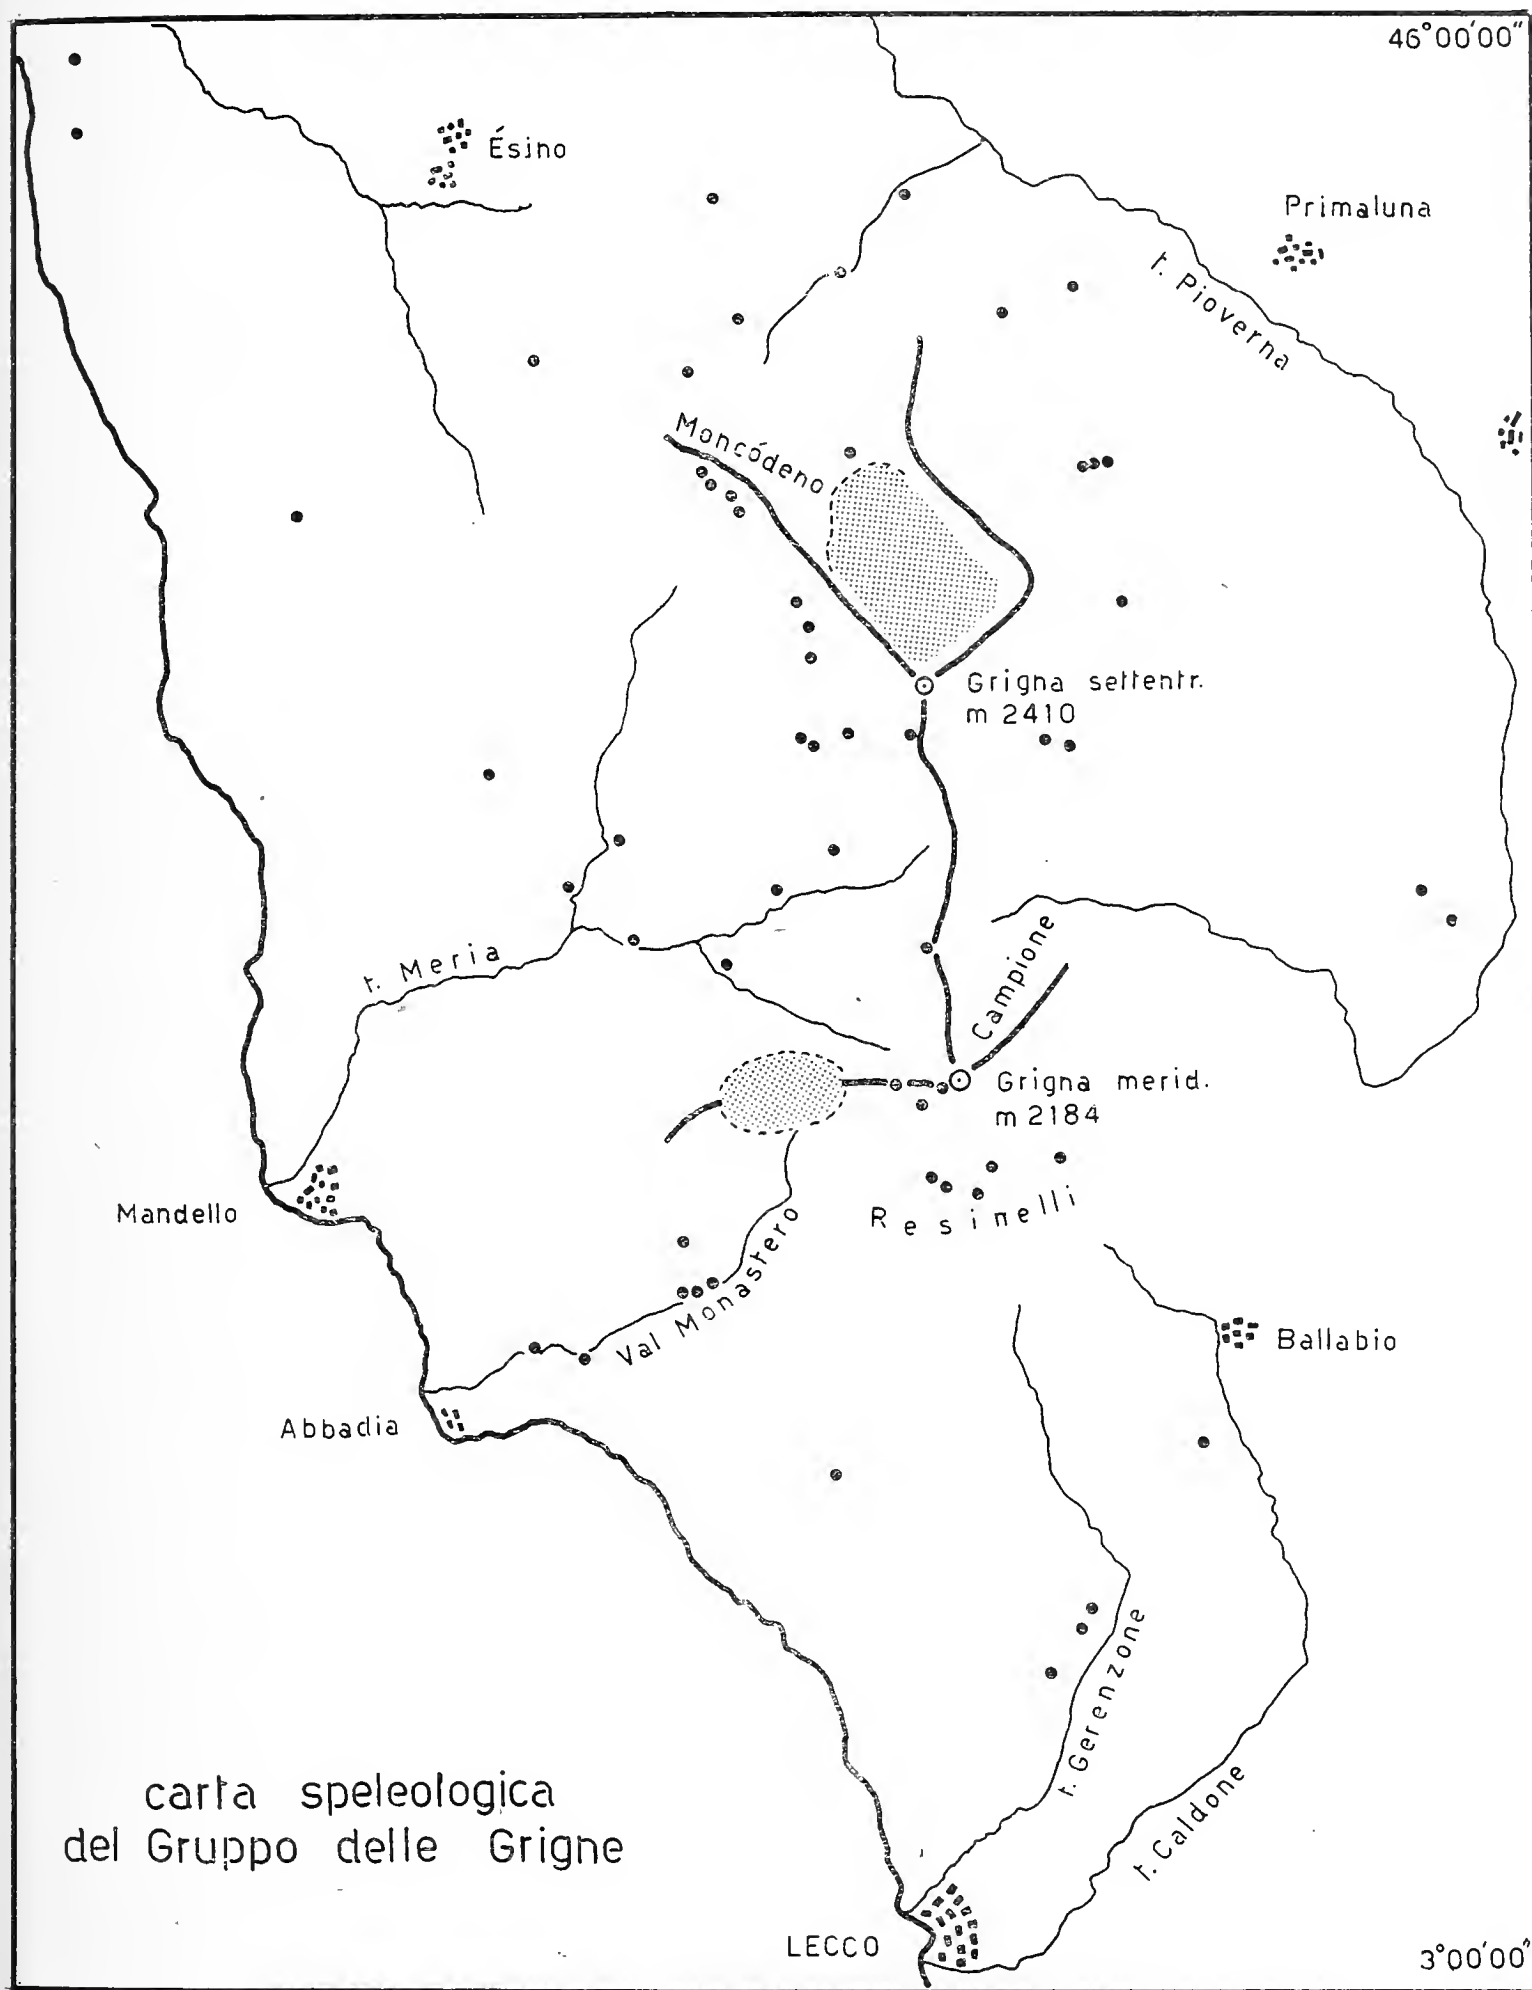 46°00'00"
Ésino
Primaluna
t. Pioverna
Moncódeno
Grigna settentr.
m 2410
t. Meria
Campione
Grigna merid.
m 2184
Mandello
Resinelli
Val Monastero
Ballabio
Abbadia
t. Gerenzone
carta speleologica
del Gruppo delle Grigne
t. Caldone
LECCO
3°00'00"